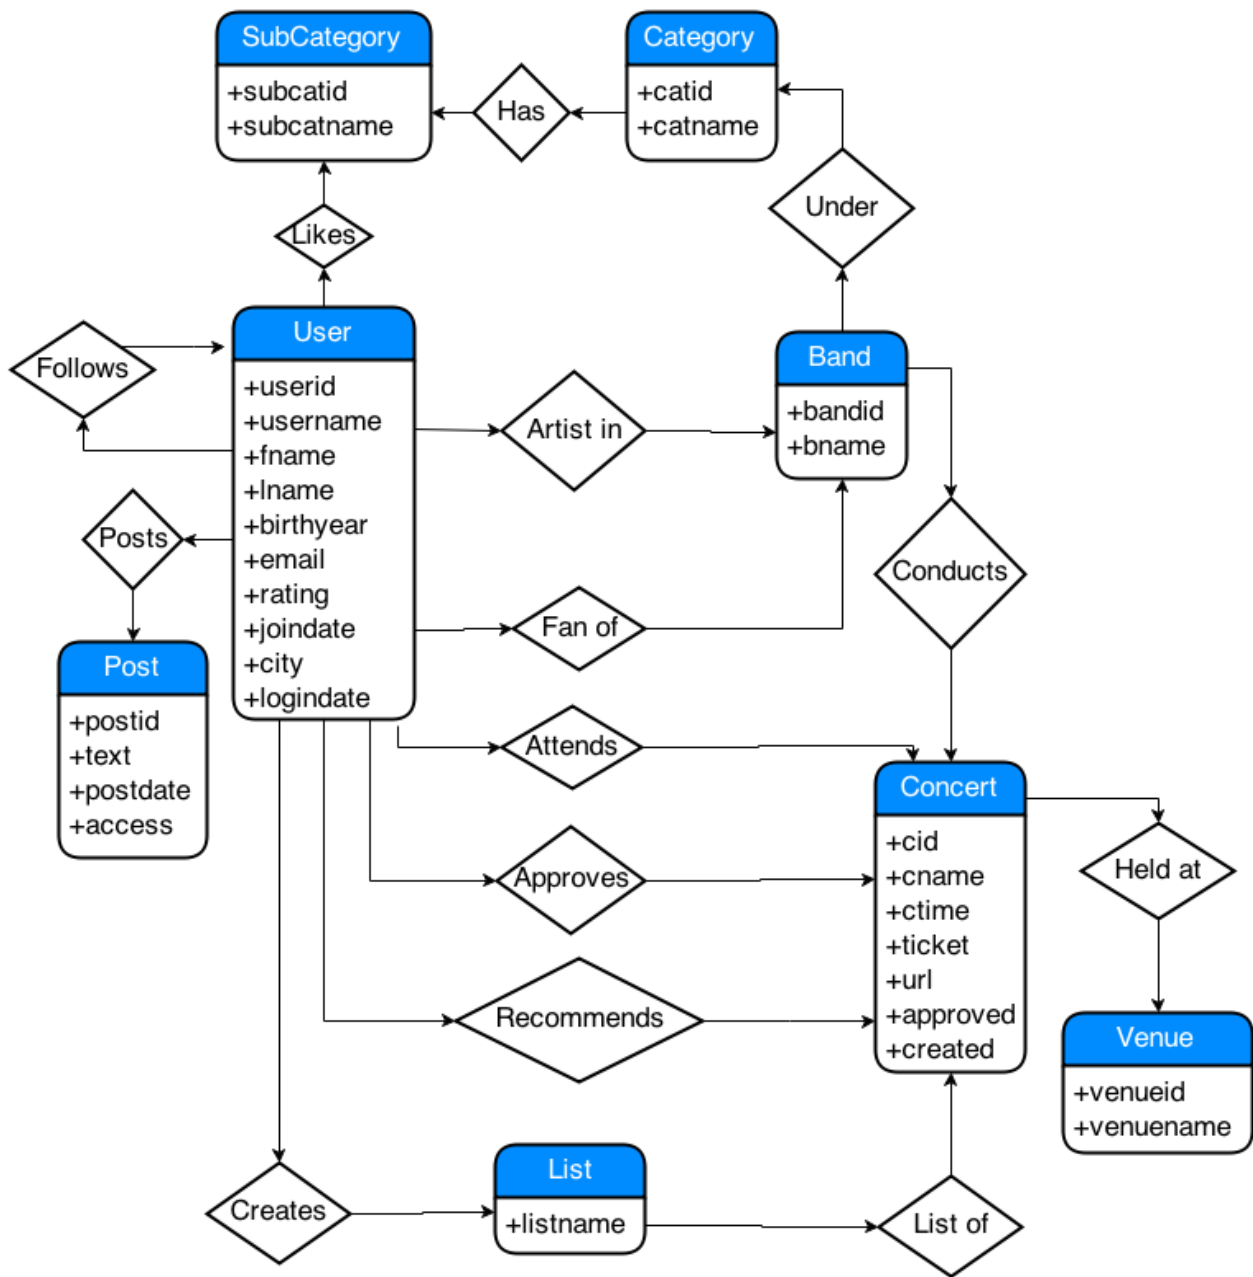 SubCategory
+subcatid
+subcatname
Has
Category
+catid
+catname
Under
Likes
User
+userid
+username
+fname
+lname
+birthyear
+email
+rating
+joindate
+city
+logindate
Follows
Posts
Post
+postid
+text
+postdate
+access
Artist in
Band
+bandid
+bname
Fan of
Conducts
Attends
Approves
Recommends
Concert
+cid
+cname
+ctime
+ticket
+url
+approved
+created
Held at
Venue
+venueid
+venuename
Creates
List
+listname
List of